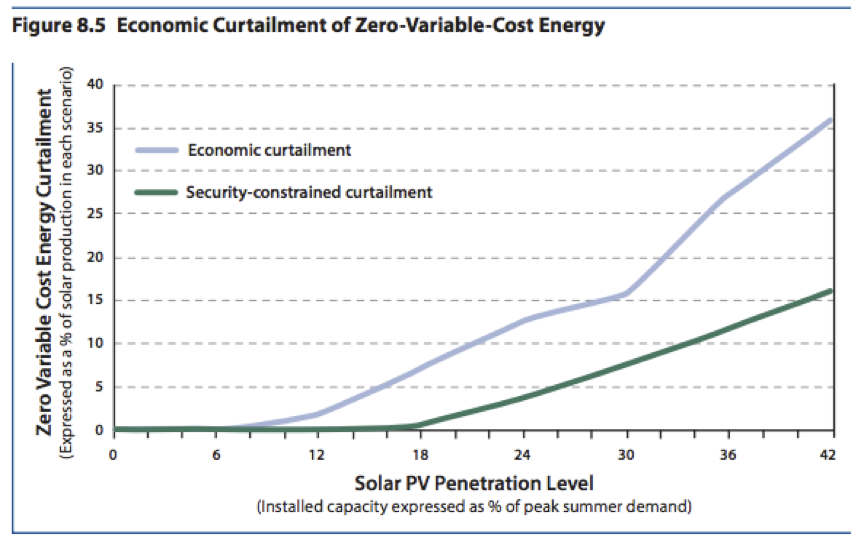 Figure 8.5 Economic Curtailment of Zero-Variable-Cost Energy
Zero Variable Cost Energy Curtailment
(Expressed as a % of solar production in each scenario)
40
35
30
25
20
15
10
5
0
Economic curtailment
Security-constrained curtailment
0 6 12 18 24 30 36 42
Solar PV Penetration Level
(Installed capacity expressed as % of peak summer demand)